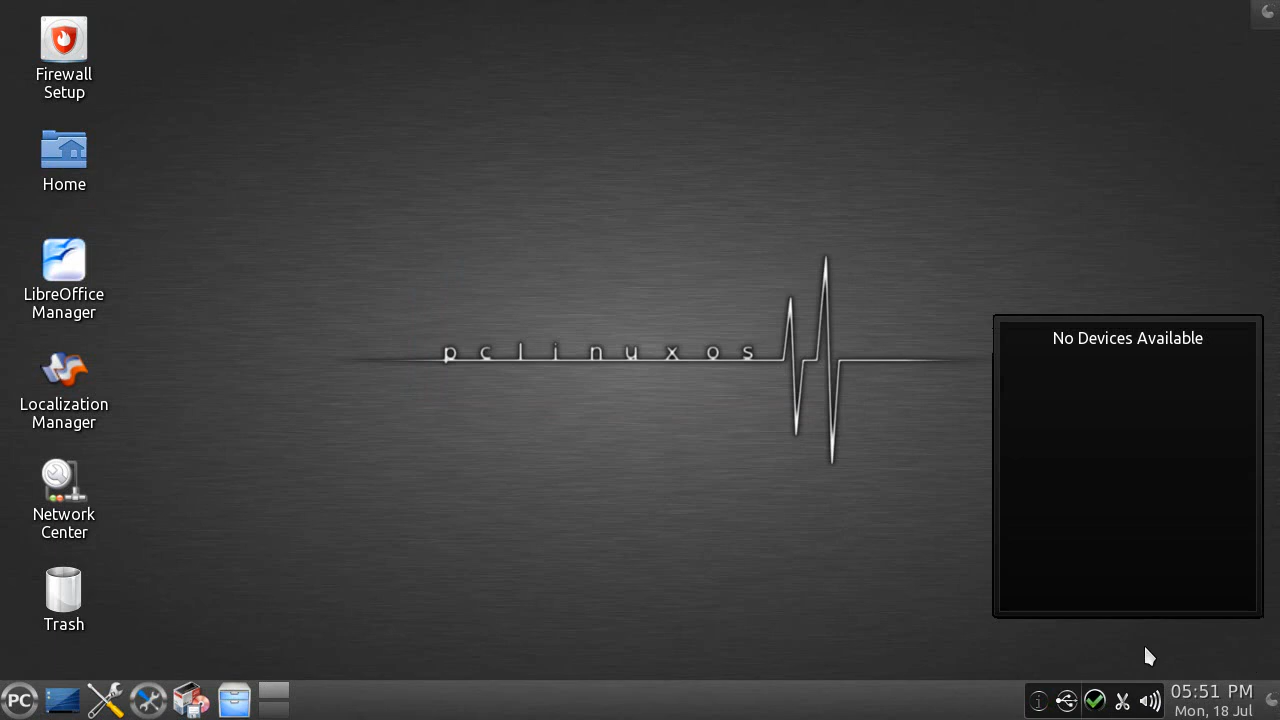 Firewall
Setup
Home
LibreOffice
Manager
Localization
Manager
Network
Center
Trash
pclinuxos
No Devices Available
PC
05:51 PM
Mon, 18 Jul